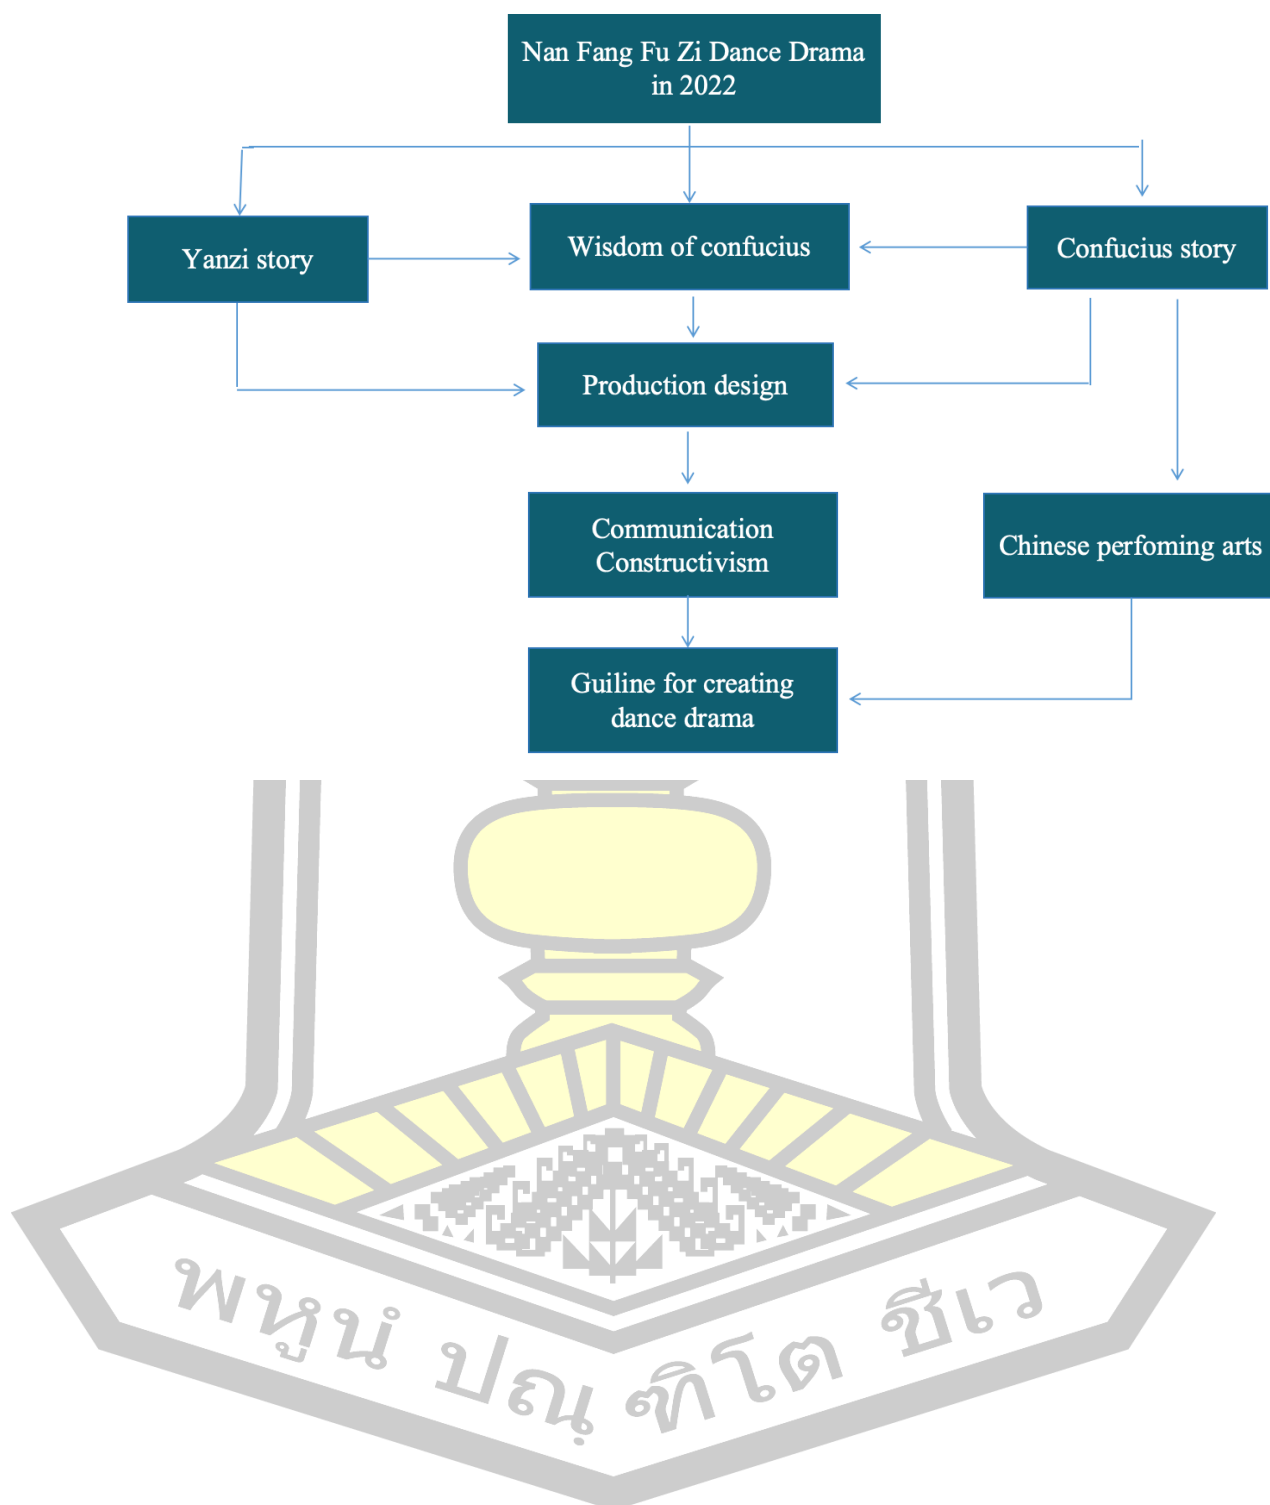 Nan Fang Fu Zi Dance Drama
in 2022
Yanzi story
Wisdom of confucius
Confucius story
Production design
Communication
Constructivism
Chinese perfoming arts
Guiline for creating
dance drama
พหูนํ ปณฺฑิโต ชีเว